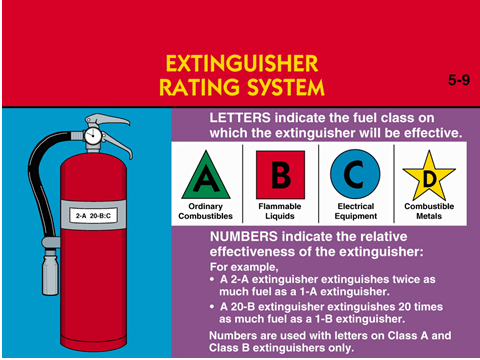 EXTINGUISHER
RATING SYSTEM
5-9
LETTERS indicate the fuel class on
which the extinguisher will be effective.
A
B
C
D
Ordinary
Combustibles
Flammable
Liquids
Electrical
Equipment
Combustible
Metals
2-A 20-B:C
NUMBERS indicate the relative
effectiveness of the extinguisher:
For example,
• A 2-A extinguisher extinguishes twice as
much fuel as a 1-A extinguisher.
• A 20-B extinguisher extinguishes 20 times
as much fuel as a 1-B extinguisher.
Numbers are used with letters on Class A and
Class B extinguishers only.